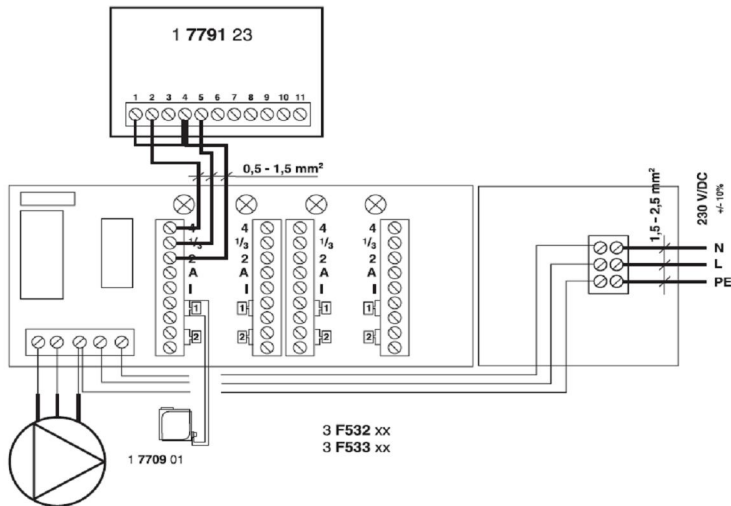 1 7791 23
1 2 3 4 5 6 7 8 9 10 11
0,5 - 1,5 mm²
4 4 4 4
1/3 1/3 1/3 1/3
2 2 2 2
A A A A
I I I I
1 1 1 1
2 2 2 2
1,5 - 2,5 mm²
230 V/DC
+/- 10%
N
L
PE
1 7709 01
3 F532 xx
3 F533 xx